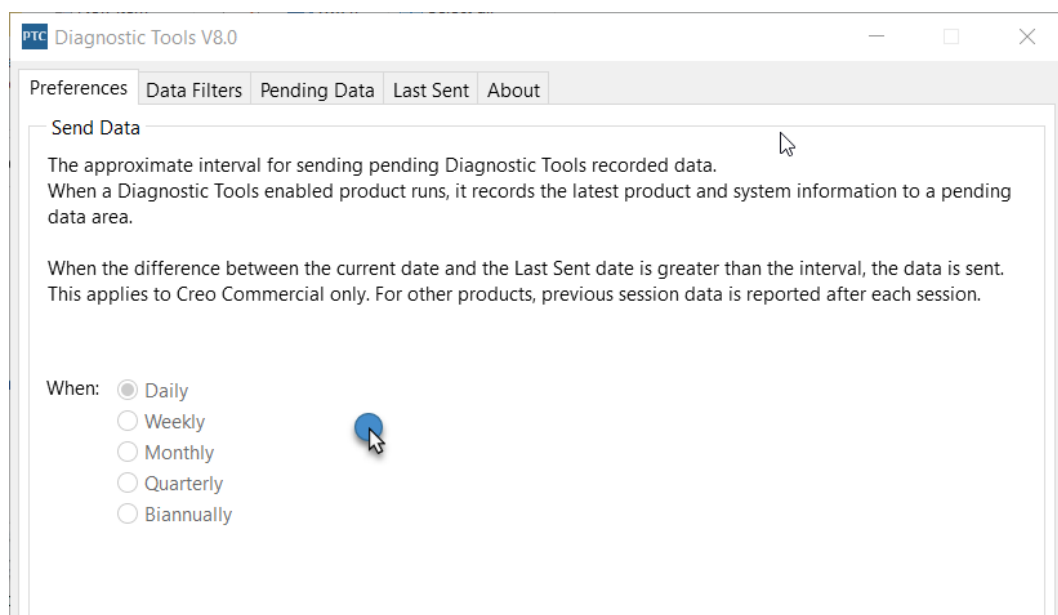 PTC Diagnostic Tools V8.0
Preferences Data Filters Pending Data Last Sent About
Send Data
The approximate interval for sending pending Diagnostic Tools recorded data.
When a Diagnostic Tools enabled product runs, it records the latest product and system information to a pending
data area.
When the difference between the current date and the Last Sent date is greater than the interval, the data is sent.
This applies to Creo Commercial only. For other products, previous session data is reported after each session.
When: Daily
Weekly
Monthly
Quarterly
Biannually